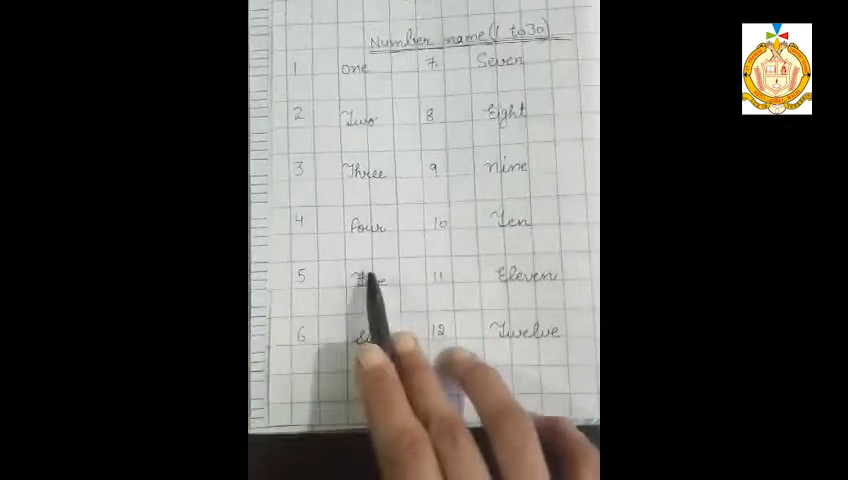 Number name (1 to 30)
1 one 7 Seven
2 Two 8 Eight
3 Three 9 nine
4 four 10 Ten
5 11 Eleven
6 12 Twelve